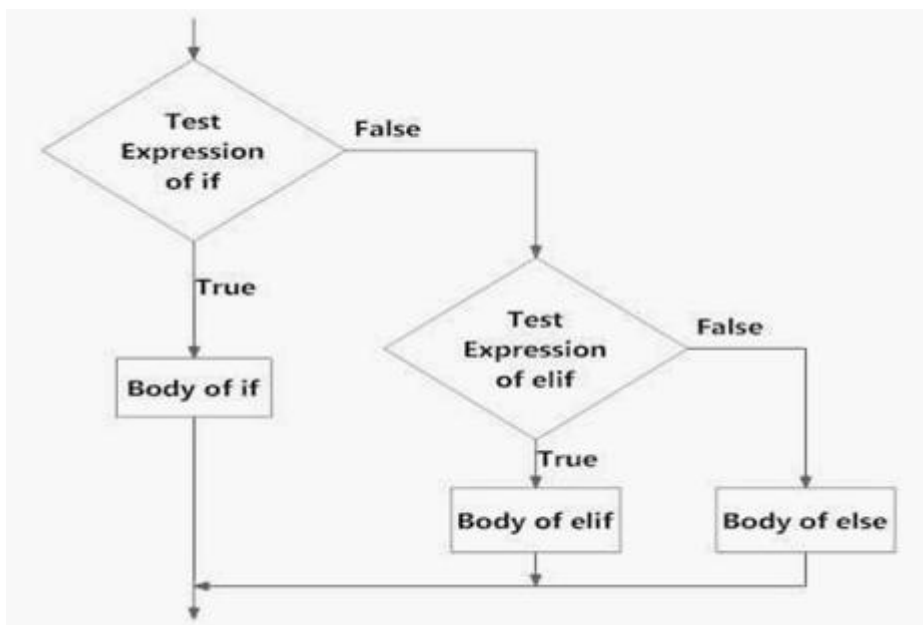 Test
Expression
of if
False
True
Body of if
Test
Expression
of elif
False
True
Body of elif
Body of else